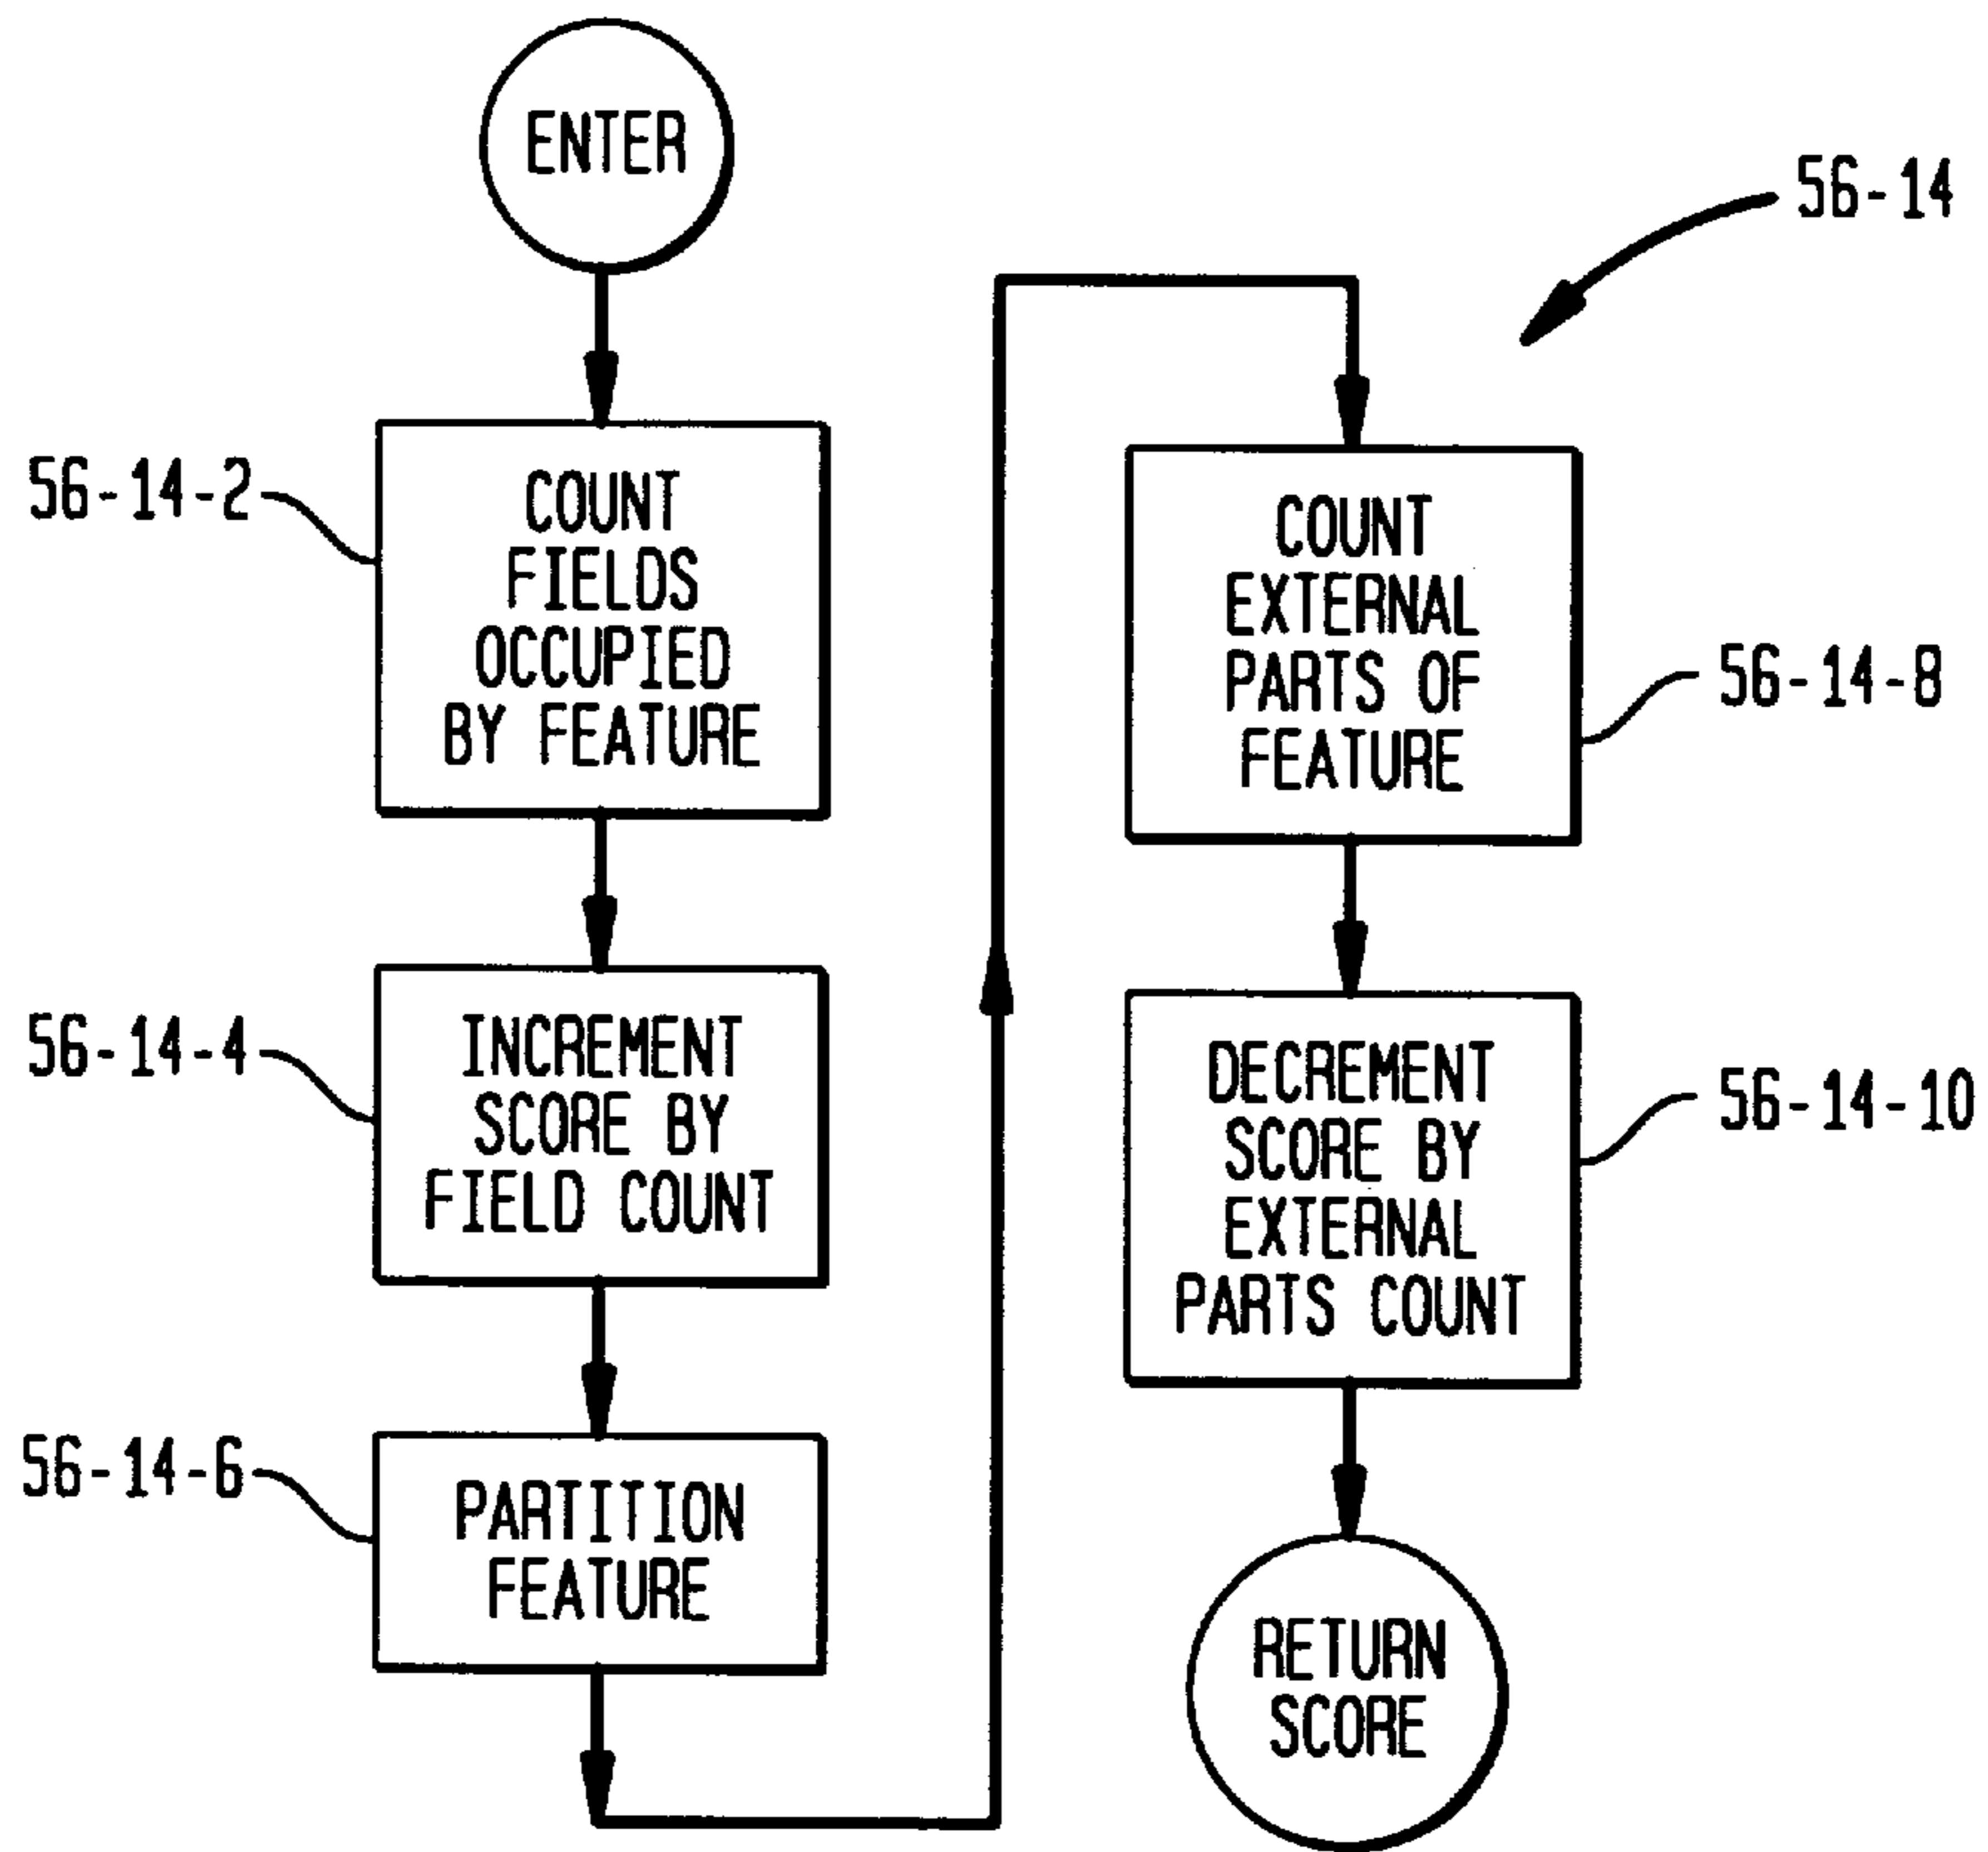 ENTER
56-14-2
COUNT
FIELDS
OCCUPIED
BY FEATURE
56-14-4
INCREMENT
SCORE BY
FIELD COUNT
56-14-6
PARTITION
FEATURE
56-14
COUNT
EXTERNAL
PARTS OF
FEATURE
56-14-8
DECREMENT
SCORE BY
EXTERNAL
PARTS COUNT
56-14-10
RETURN
SCORE